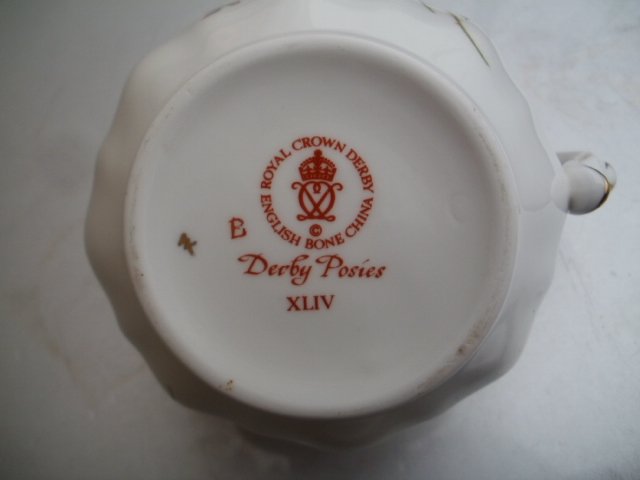 ROYAL CROWN DERBY
ENGLISH BONE CHINA
©
E
Derby Posies
XLIV